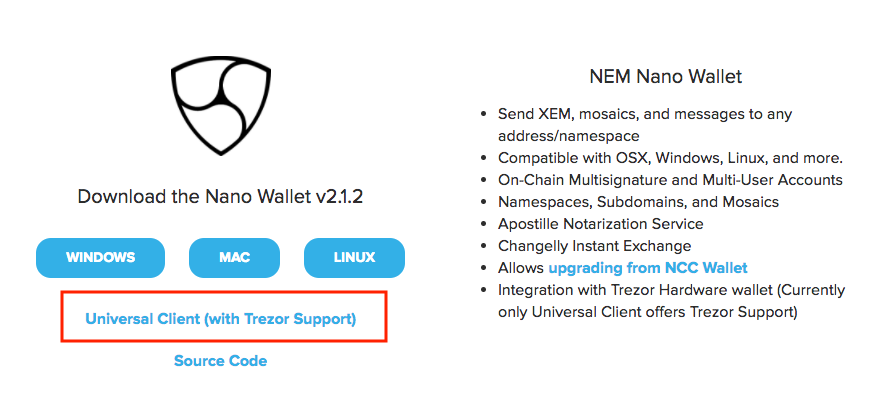 Download the Nano Wallet v2.1.2
WINDOWS
MAC
LINUX
Universal Client (with Trezor Support)
Source Code
NEM Nano Wallet
• Send XEM, mosaics, and messages to any
address/namespace
• Compatible with OSX, Windows, Linux, and more.
• On-Chain Multisignature and Multi-User Accounts
• Namespaces, Subdomains, and Mosaics
• Apostille Notarization Service
• Changelly Instant Exchange
• Allows upgrading from NCC Wallet
• Integration with Trezor Hardware wallet (Currently
only Universal Client offers Trezor Support)